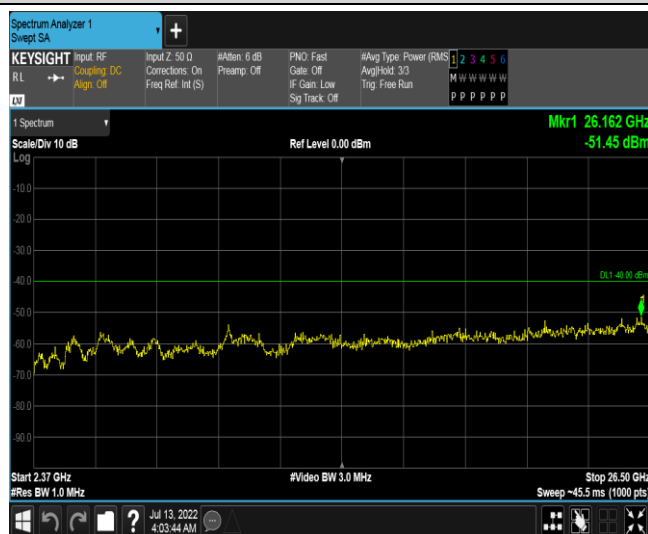 Spectrum Analyzer 1
Swept SA
+
KEYSIGHT
RL
LXI
Input: RF
Coupling: DC
Align: Off
Input Z: 50 Ω
Corrections: On
Freq Ref: Int (S)
#Atten: 6 dB
Preamp: Off
PNO: Fast
Gate: Off
IF Gain: Low
Sig Track: Off
#Avg Type: Power (RMS
Avg|Hold: 3/3
Trig: Free Run
1 2 3 4 5 6
M W W W W W
P P P P P P
1 Spectrum
Mkr1 26.162 GHz
-51.45 dBm
Scale/Div 10 dB
Ref Level 0.00 dBm
Log
-10.0
-20.0
-30.0
DL1 -40.00 dBm
-40.0
-50.0
1
-60.0
-70.0
-80.0
-90.0
Start 2.37 GHz
#Video BW 3.0 MHz
Stop 26.50 GHz
#Res BW 1.0 MHz
Sweep ~45.5 ms (1000 pts)
?
Jul 13, 2022
4:03:44 AM